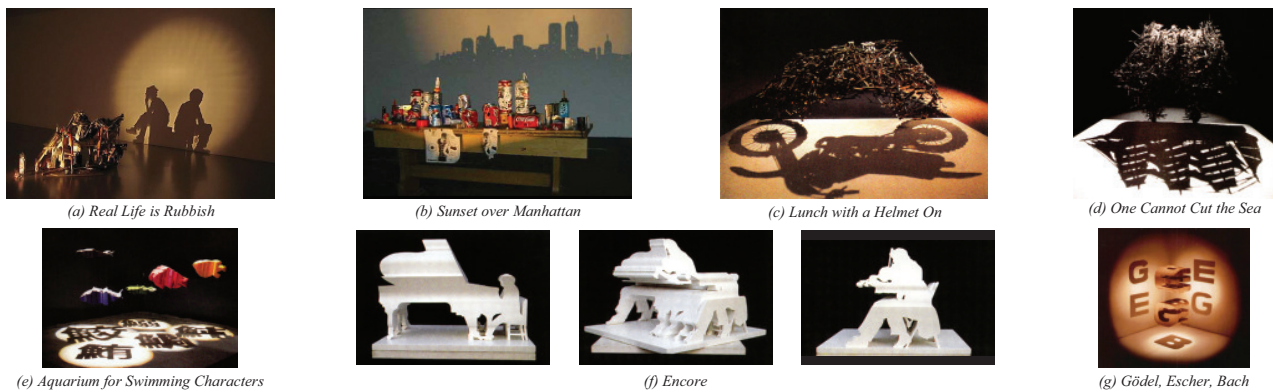 (a) Real Life is Rubbish
(b) Sunset over Manhattan
(c) Lunch with a Helmet On
(d) One Cannot Cut the Sea
G E
E G
B
(e) Aquarium for Swimming Characters
(f) Encore
(g) Gödel, Escher, Bach